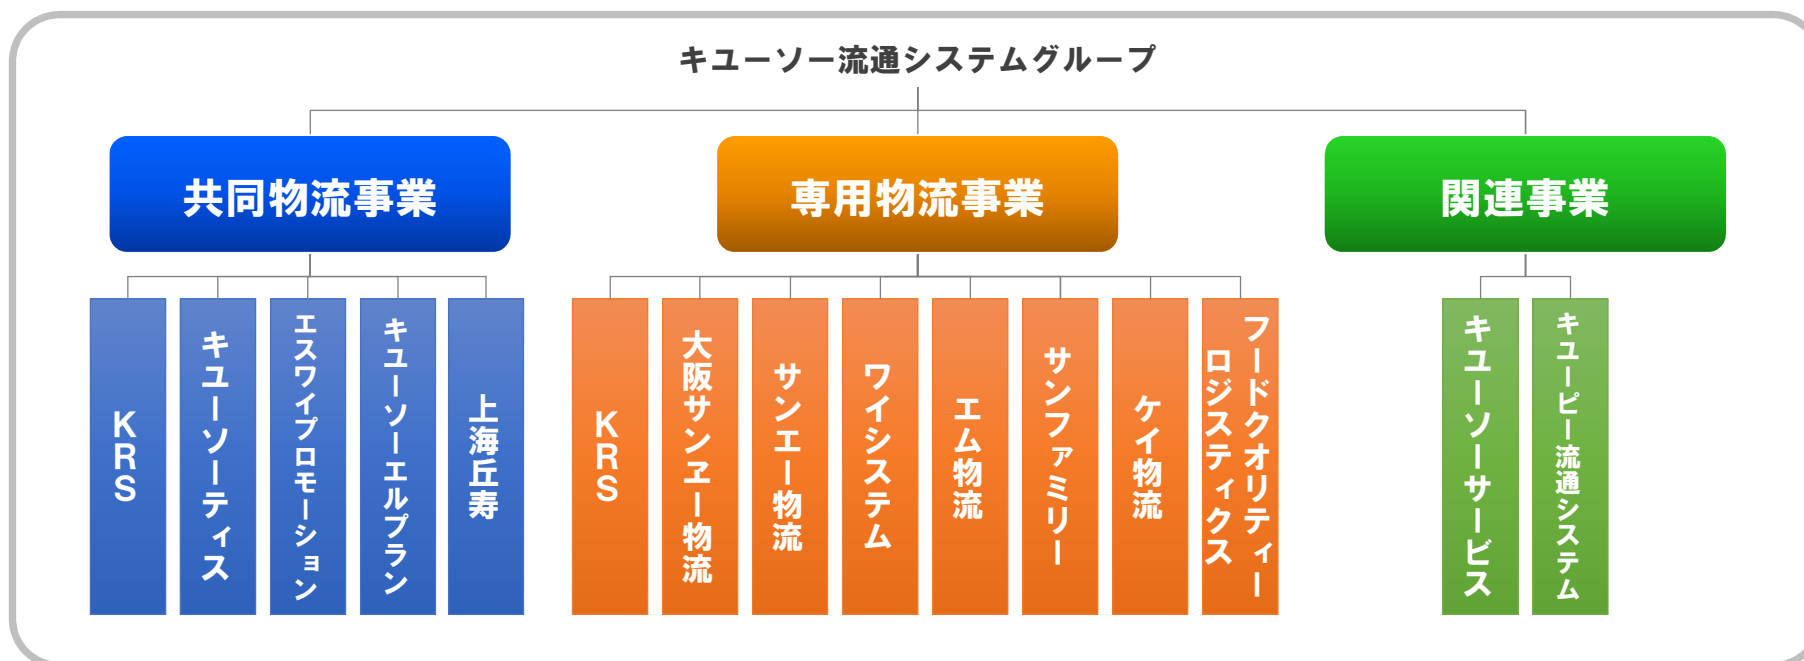 キユーソー流通システムグループ
共同物流事業
専用物流事業
関連事業
KRS
キユーソーティス
エスワイプロモーション
キユーソーエルプラン
上海丘寿
KRS
大阪サンヱー物流
サンエー物流
ワイシステム
エム物流
サンファミリー
ケイ物流
フードクオリティー
ロジスティクス
キユーソーサービス
キユーピー流通システム